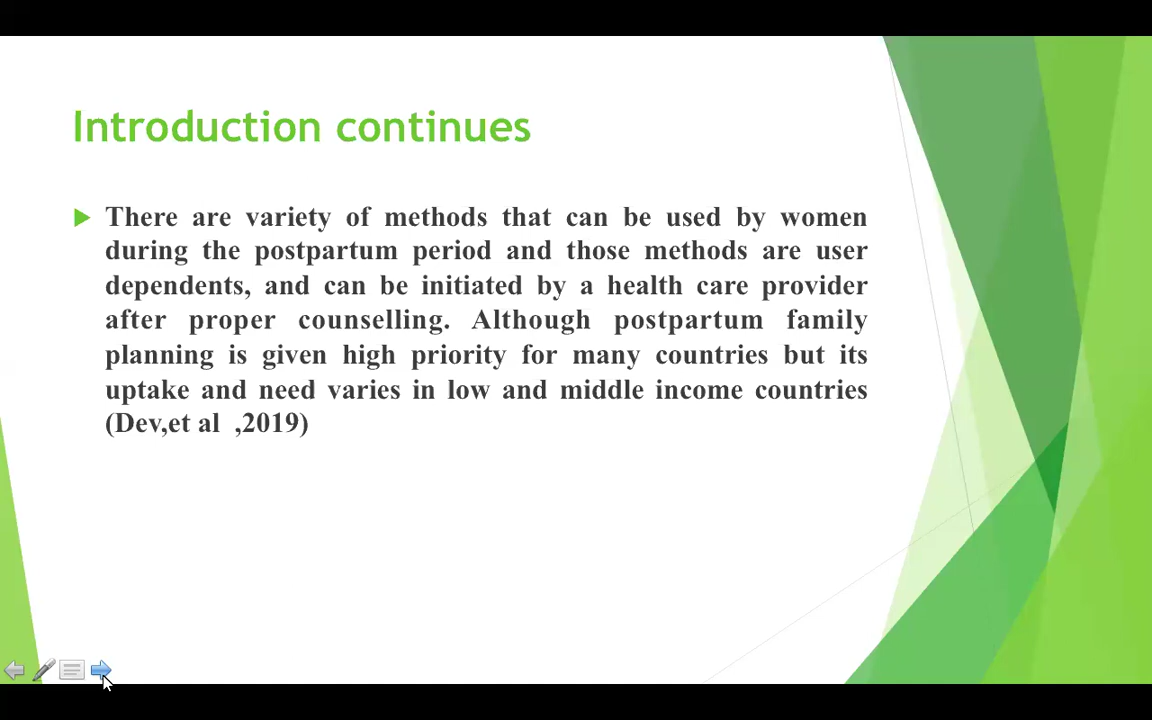 Introduction continues
There are variety of methods that can be used by women
during the postpartum period and those methods are user
dependents, and can be initiated by a health care provider
after proper counselling. Although postpartum family
planning is given high priority for many countries but its
uptake and need varies in low and middle income countries
(Dev,et al ,2019)